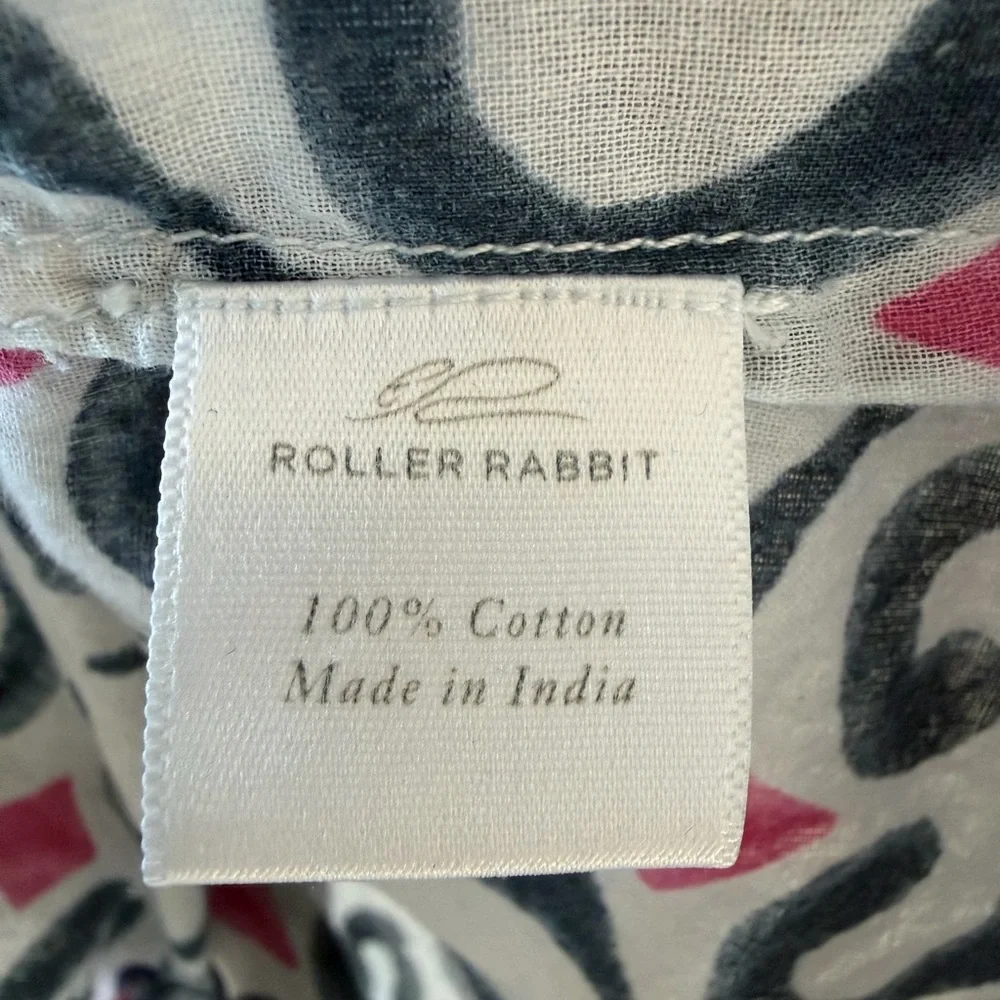 ROLLER RABBIT
100% Cotton
Made in India